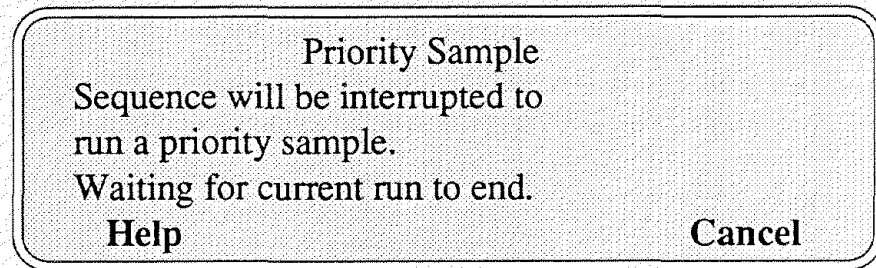 Priority Sample
Sequence will be interrupted to
run a priority sample.
Waiting for current run to end.
Help Cancel